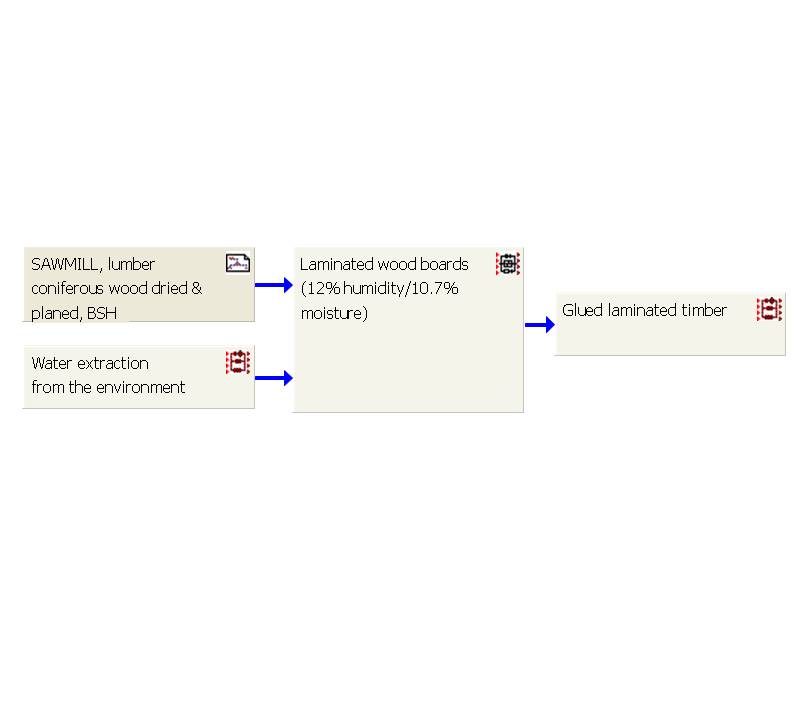 SAWMILL, lumber
coniferous wood dried &
planed, BSH
Water extraction
from the environment
Laminated wood boards
(12% humidity/10.7%
moisture)
Glued laminated timber